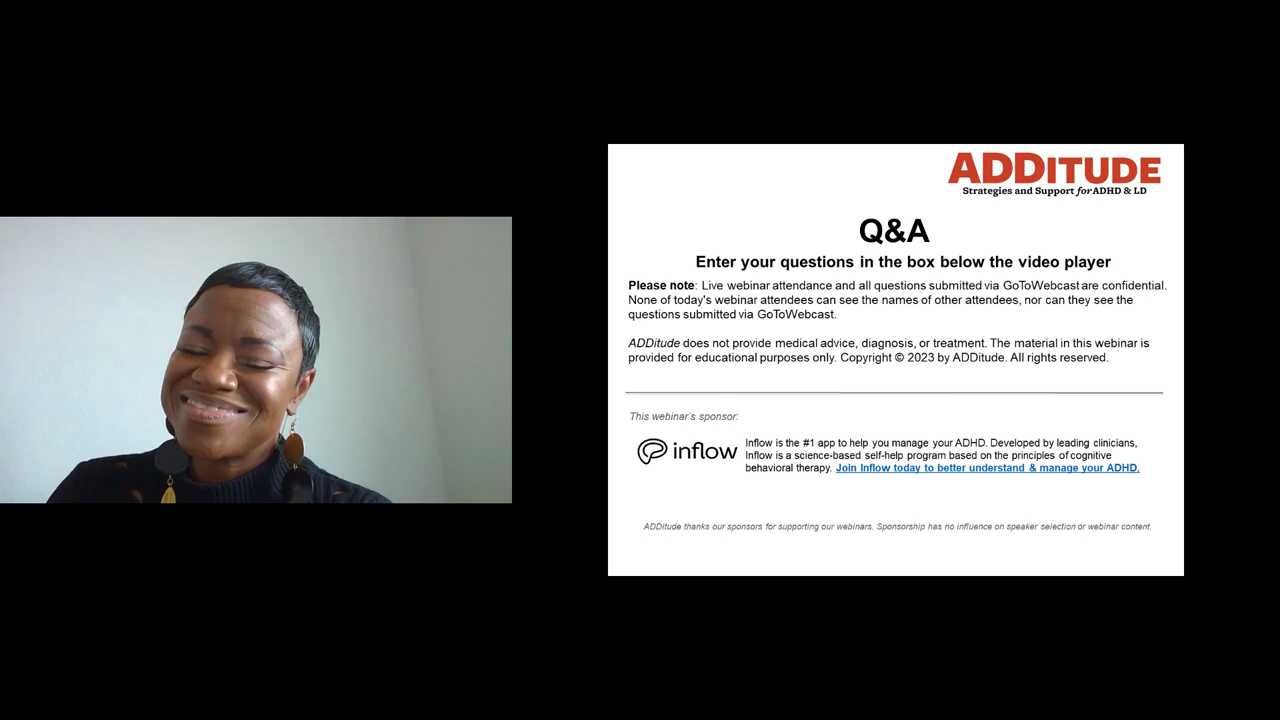 ADDITUDE
Strategies and Support for ADHD & LD
Q&A
Enter your questions in the box below the video player
Please note: Live webinar attendance and all questions submitted via GoToWebcast are confidential.
None of today's webinar attendees can see the names of other attendees, nor can they see the
questions submitted via GoToWebcast.
ADDitude does not provide medical advice, diagnosis, or treatment. The material in this webinar is
provided for educational purposes only. Copyright © 2023 by ADDitude. All rights reserved.
This webinar's sponsor:
inflow
Inflow is the #1 app to help you manage your ADHD. Developed by leading clinicians,
Inflow is a science-based self-help program based on the principles of cognitive
behavioral therapy. Join Inflow today to better understand & manage your ADHD.
ADDitude thanks our sponsors for supporting our webinars. Sponsorship has no influence on speaker selection or webinar content.